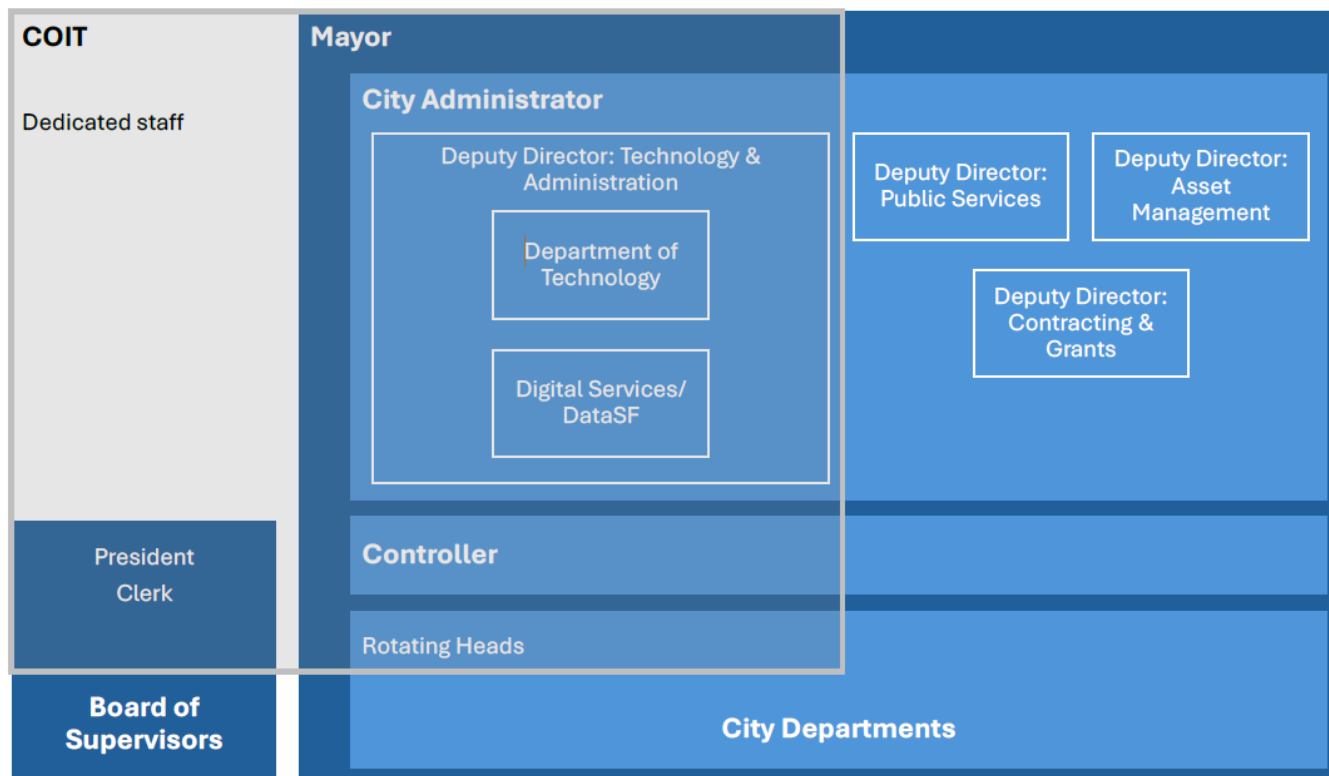 COIT
Dedicated staff
Mayor
City Administrator
Deputy Director: Technology &
Administration
Department of
Technology
Digital Services/
DataSF
Deputy Director:
Public Services
Deputy Director:
Asset
Management
Deputy Director:
Contracting &
Grants
President
Clerk
Controller
Rotating Heads
Board of
Supervisors
City Departments